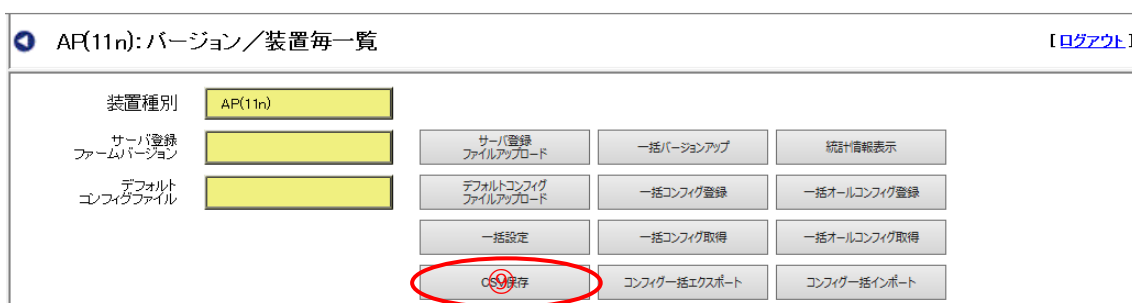 AP(11n): バージョン／装置毎一覧
[ログアウト]
装置種別
AP(11n)
サーバ登録
ファームバージョン
サーバ登録
ファイルアップロード
一括バージョンアップ
統計情報表示
デフォルト
コンフィグファイル
デフォルトコンフィグ
ファイルアップロード
一括コンフィグ登録
一括オールコンフィグ登録
一括設定
一括コンフィグ取得
一括オールコンフィグ取得
CSV保存
⑨
コンフィグ一括エクスポート
コンフィグ一括インポート